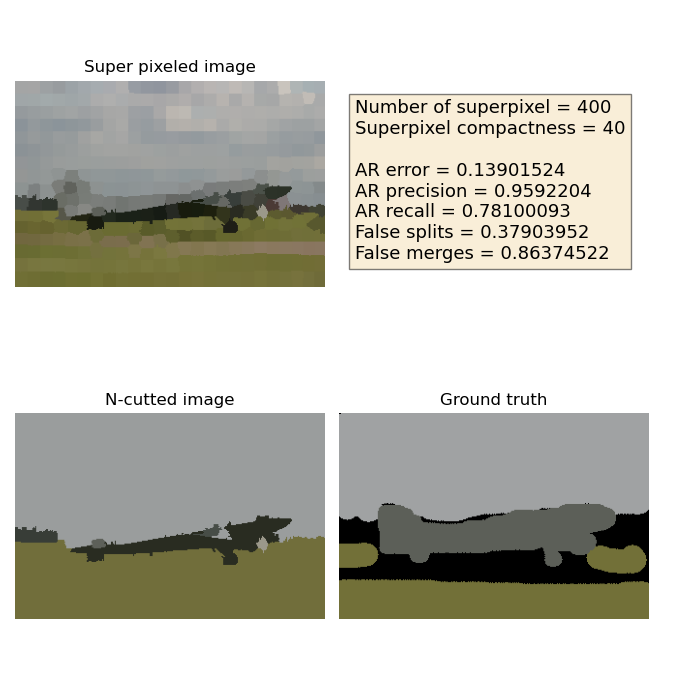 Super pixeled image
Number of superpixel = 400
Superpixel compactness = 40
AR error = 0.13901524
AR precision = 0.9592204
AR recall = 0.78100093
False splits = 0.37903952
False merges = 0.86374522
N-cutted image
Ground truth